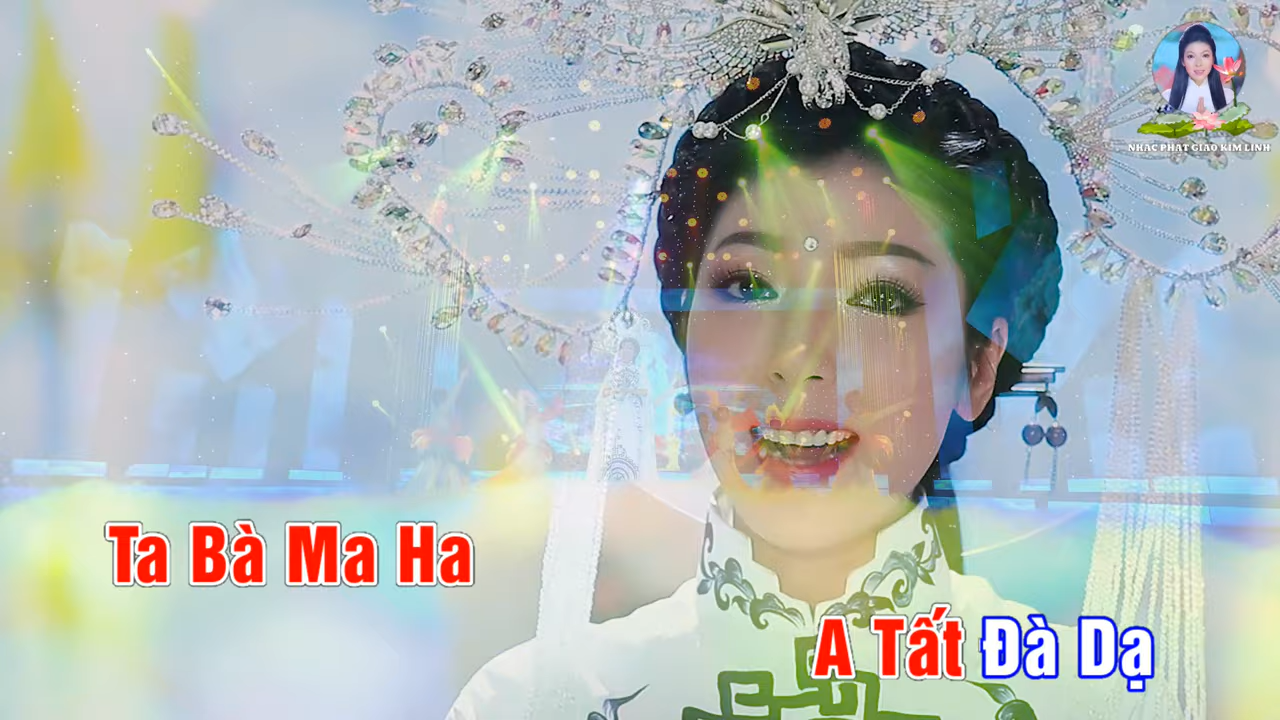 NHẠC PHẬT GIÁO KIM LINH
Ta Bà Ma Ha
A Tất Đà Dạ